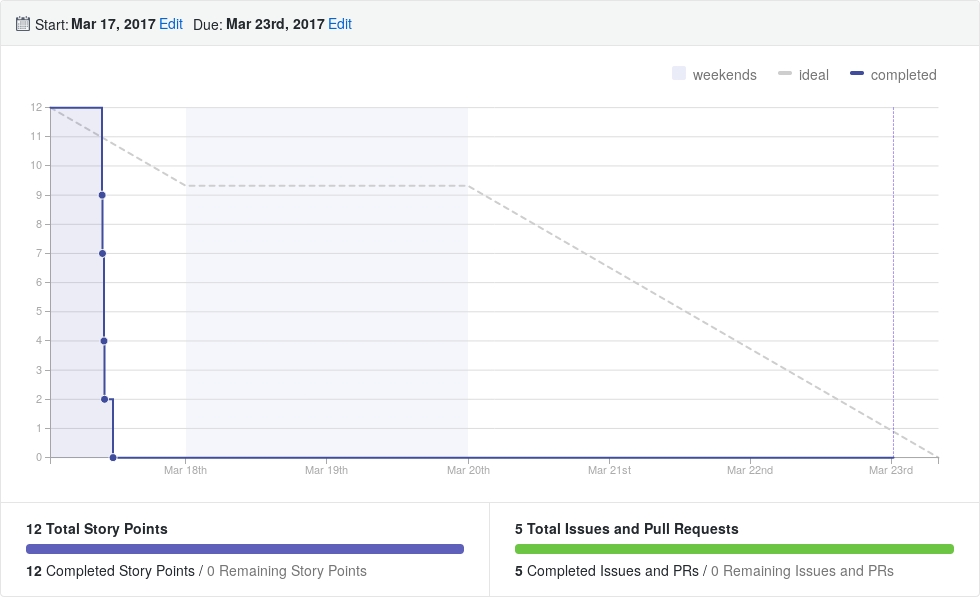 Start: Mar 17, 2017 Edit Due: Mar 23rd, 2017 Edit
weekends ideal completed
12
11
10
9
8
7
6
5
4
3
2
1
0
Mar 18th Mar 19th Mar 20th Mar 21st Mar 22nd Mar 23rd
12 Total Story Points
12 Completed Story Points / 0 Remaining Story Points
5 Total Issues and Pull Requests
5 Completed Issues and PRs / 0 Remaining Issues and PRs